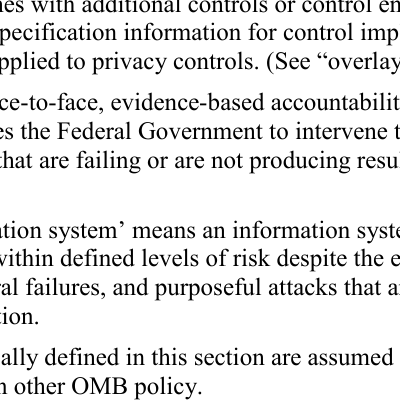 nes with additional controls or control en
pecification information for control imp
pplied to privacy controls. (See “overlay
ce-to-face, evidence-based accountabilit
es the Federal Government to intervene t
that are failing or are not producing resu
ation system’ means an information syste
within defined levels of risk despite the e
ral failures, and purposeful attacks that a
tion.
ally defined in this section are assumed
n other OMB policy.